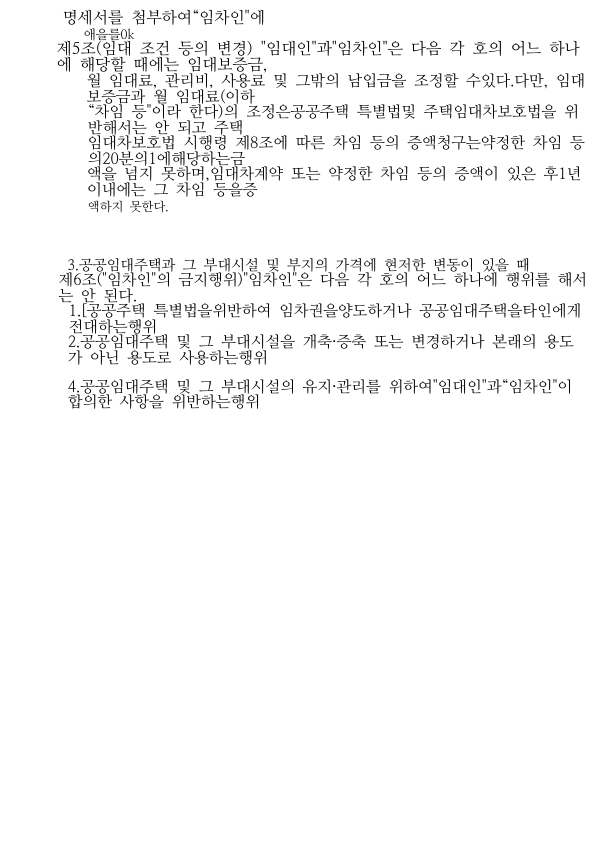 명세서를 첨부하여“임차인"에
애을를0k
제5조(임대 조건 등의 변경) "임대인"과"임차인"은 다음 각 호의 어느 하나
에 해당할 때에는 임대보증금,
월 임대료, 관리비, 사용료 및 그밖의 납입금을 조정할 수있다.다만, 임대
보증금과 월 임대료(이하
“차임 등"이라 한다)의 조정은공공주택 특별법및 주택임대차보호법을 위
반해서는 안 되고 주택
임대차보호법 시행령 제8조에 따른 차임 등의 증액청구는약정한 차임 등
의20분의1에해당하는금
액을 넘지 못하며,임대차계약 또는 약정한 차임 등의 증액이 있은 후1년
이내에는 그 차임 등을증
액하지 못한다.
3.공공임대주택과 그 부대시설 및 부지의 가격에 현저한 변동이 있을 때
제6조("임차인"의 금지행위)"임차인"은 다음 각 호의 어느 하나에 행위를 해서
는 안 된다.
1.[공공주택 특별법을위반하여 임차권을양도하거나 공공임대주택을타인에게
전대하는행위
2.공공임대주택 및 그 부대시설을 개축·증축 또는 변경하거나 본래의 용도
가 아닌 용도로 사용하는행위
4.공공임대주택 및 그 부대시설의 유지·관리를 위하여"임대인"과“임차인"이
합의한 사항을 위반하는행위